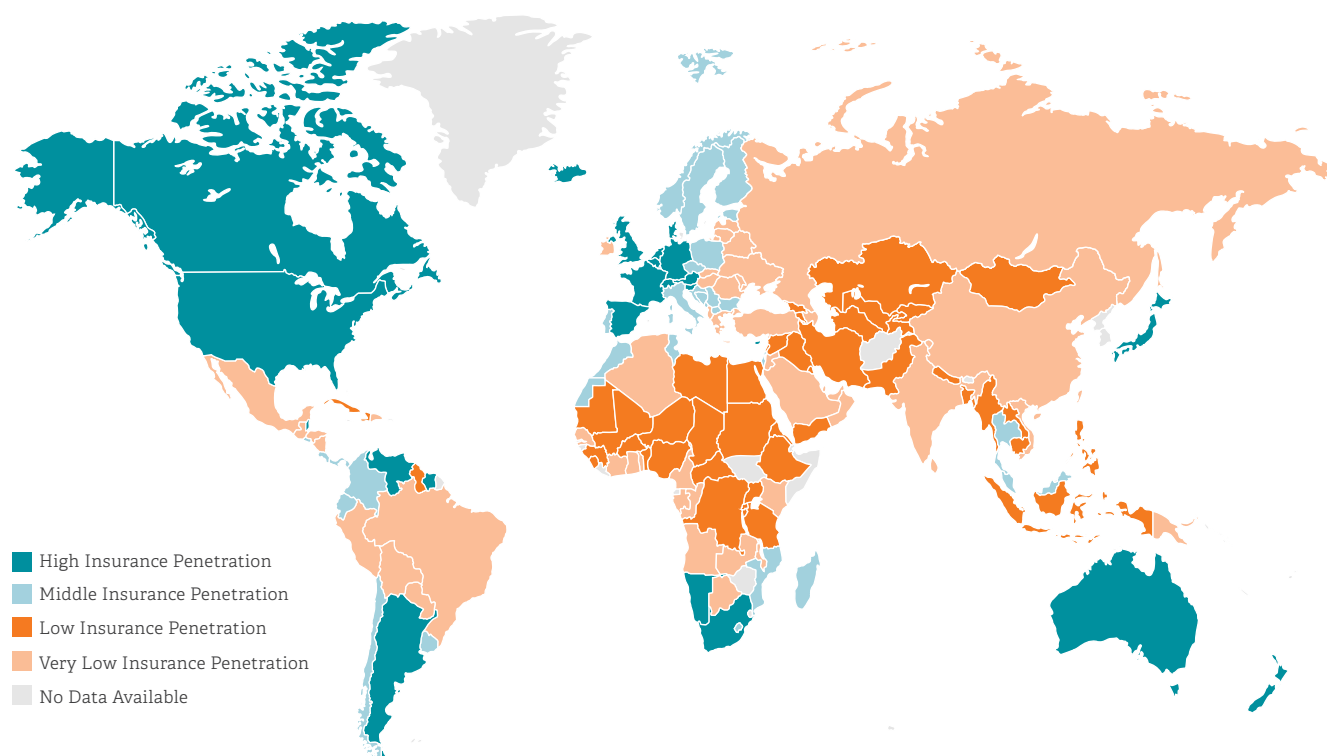 High Insurance Penetration
Middle Insurance Penetration
Low Insurance Penetration
Very Low Insurance Penetration
No Data Available